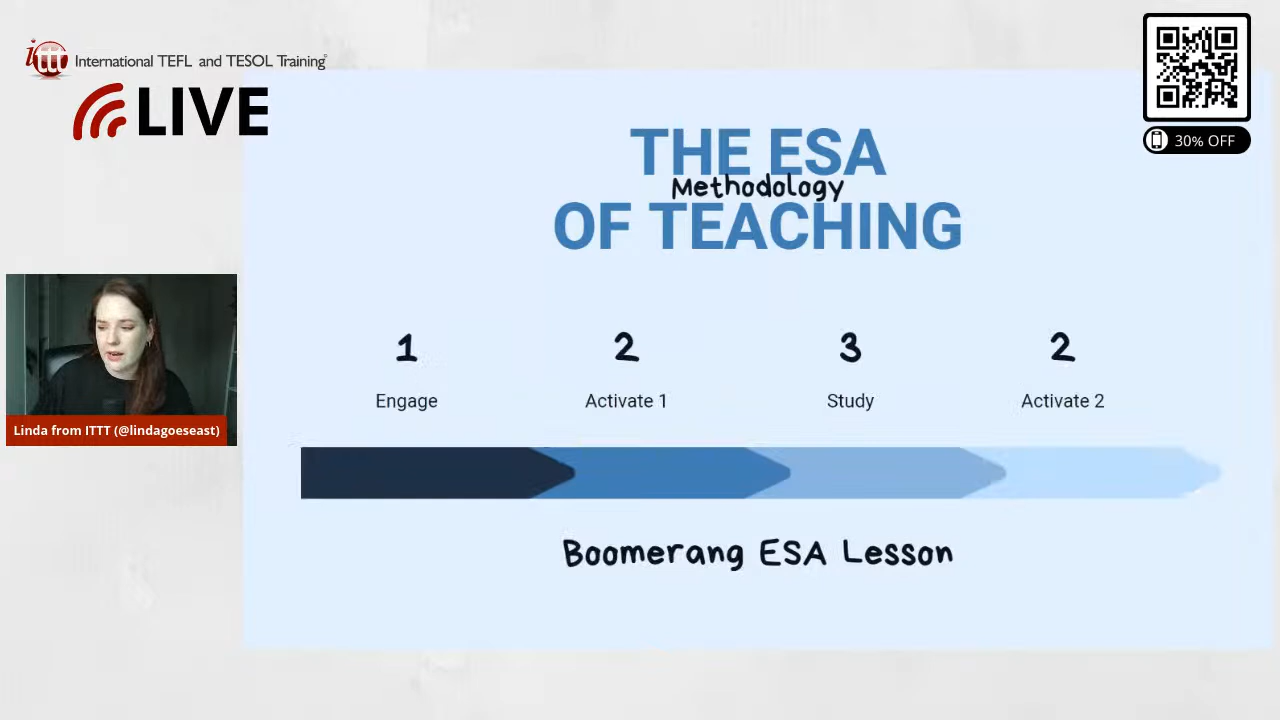 ittt International TEFL and TESOL Training
LIVE
30% OFF
THE ESA
Methodology
OF TEACHING
1 2 3 2
Engage Activate 1 Study Activate 2
Linda from ITTT (@lindagoeseast)
Boomerang ESA Lesson